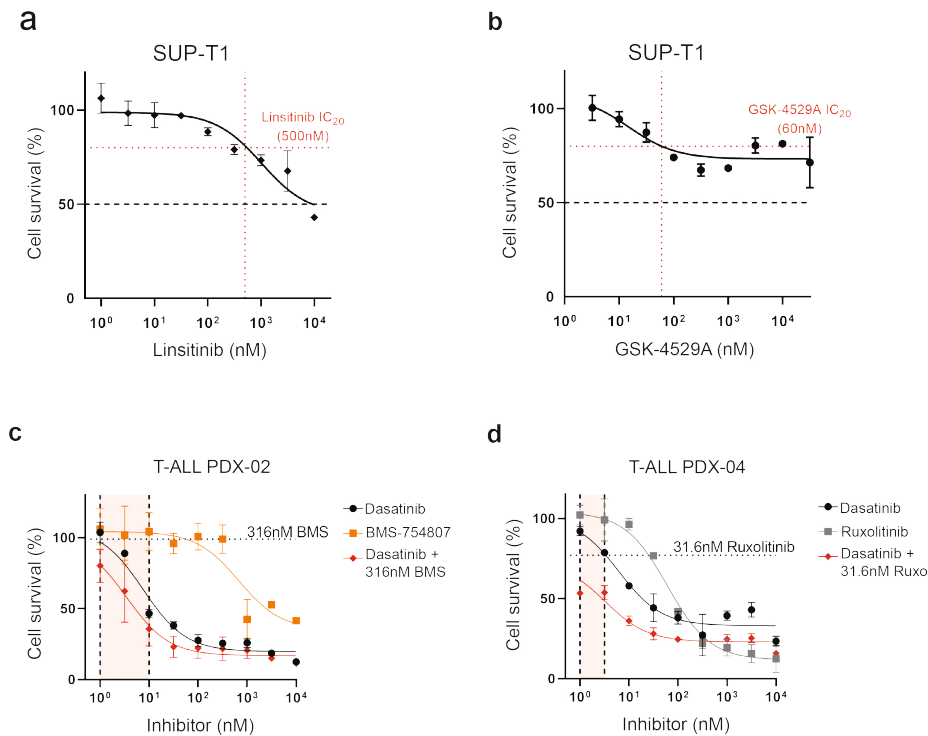 a
SUP-T1
Cell survival (%)
100
50
0
Linsitinib IC20
(500nM)
10^0 10^1 10^2 10^3 10^4
Linsitinib (nM)
b
SUP-T1
Cell survival (%)
100
50
0
GSK-4529A IC20
(60nM)
10^0 10^1 10^2 10^3 10^4
GSK-4529A (nM)
c
T-ALL PDX-02
Cell survival (%)
100
50
0
316nM BMS
10^0 10^1 10^2 10^3 10^4
Inhibitor (nM)
Dasatinib
BMS-754807
Dasatinib +
316nM BMS
d
T-ALL PDX-04
Cell survival (%)
100
50
0
31.6nM Ruxolitinib
10^0 10^1 10^2 10^3 10^4
Inhibitor (nM)
Dasatinib
Ruxolitinib
Dasatinib +
31.6nM Ruxo